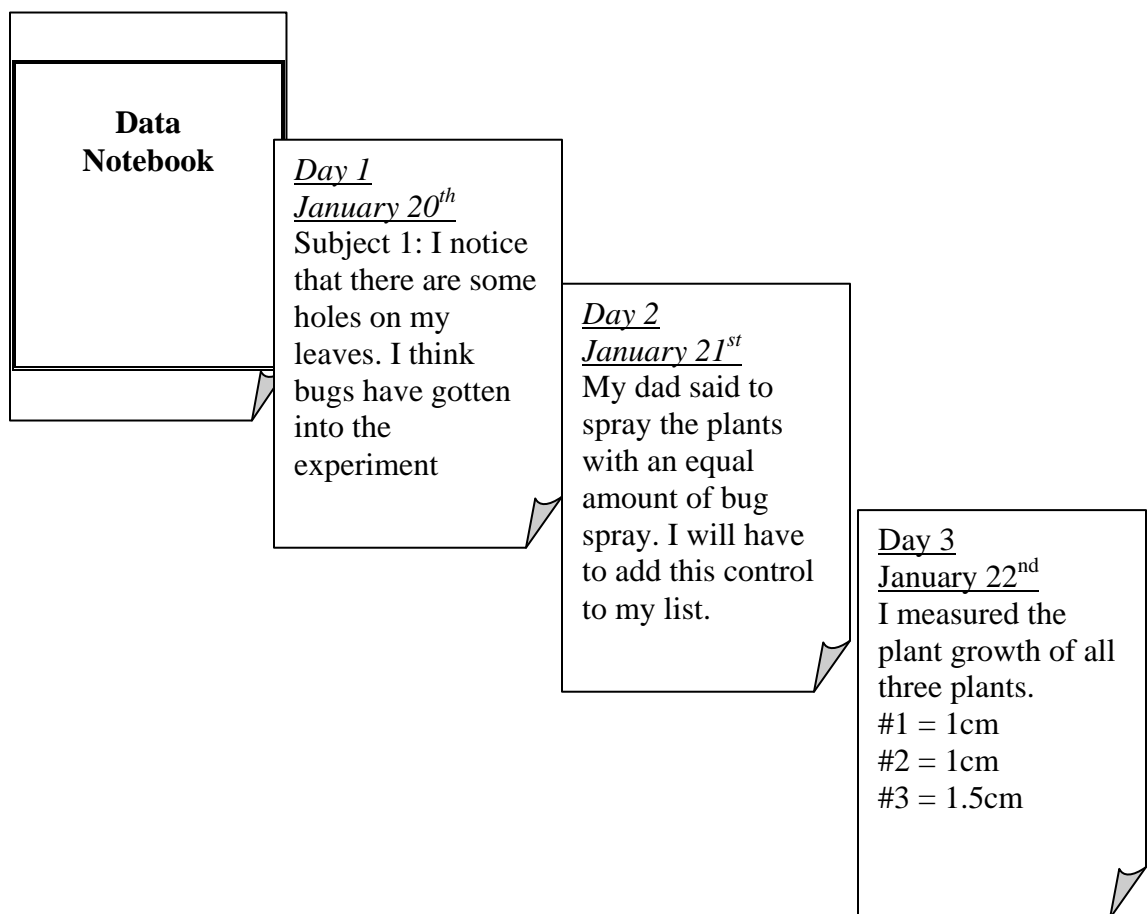 Data
Notebook
Day 1
January 20th
Subject 1: I notice
that there are some
holes on my
leaves. I think
bugs have gotten
into the
experiment
Day 2
January 21st
My dad said to
spray the plants
with an equal
amount of bug
spray. I will have
to add this control
to my list.
Day 3
January 22nd
I measured the
plant growth of all
three plants.
#1 = 1cm
#2 = 1cm
#3 = 1.5cm